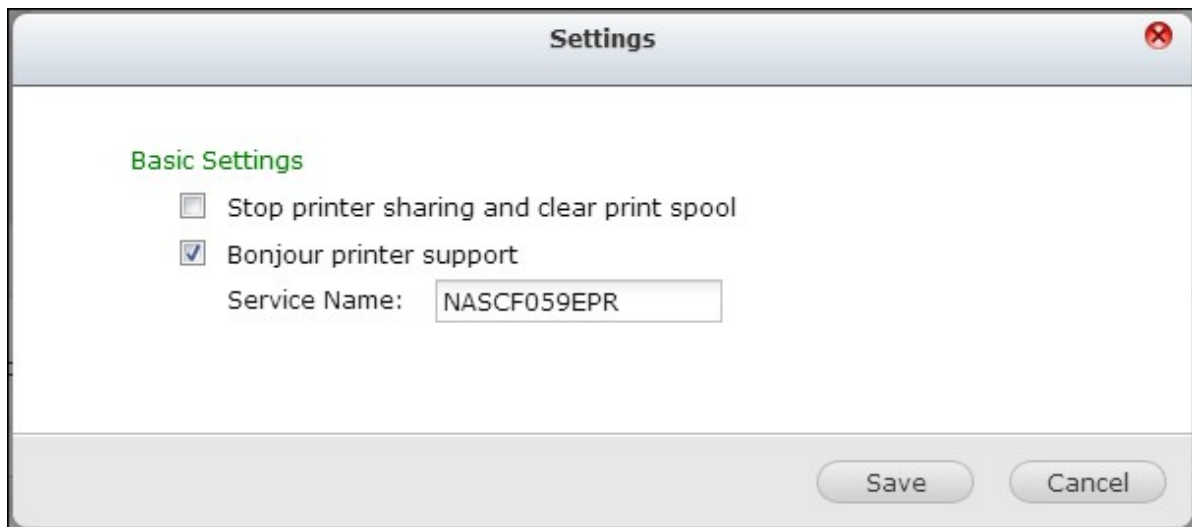 Settings
Basic Settings
Stop printer sharing and clear print spool
Bonjour printer support
Service Name: NASCF059EPR
Save Cancel